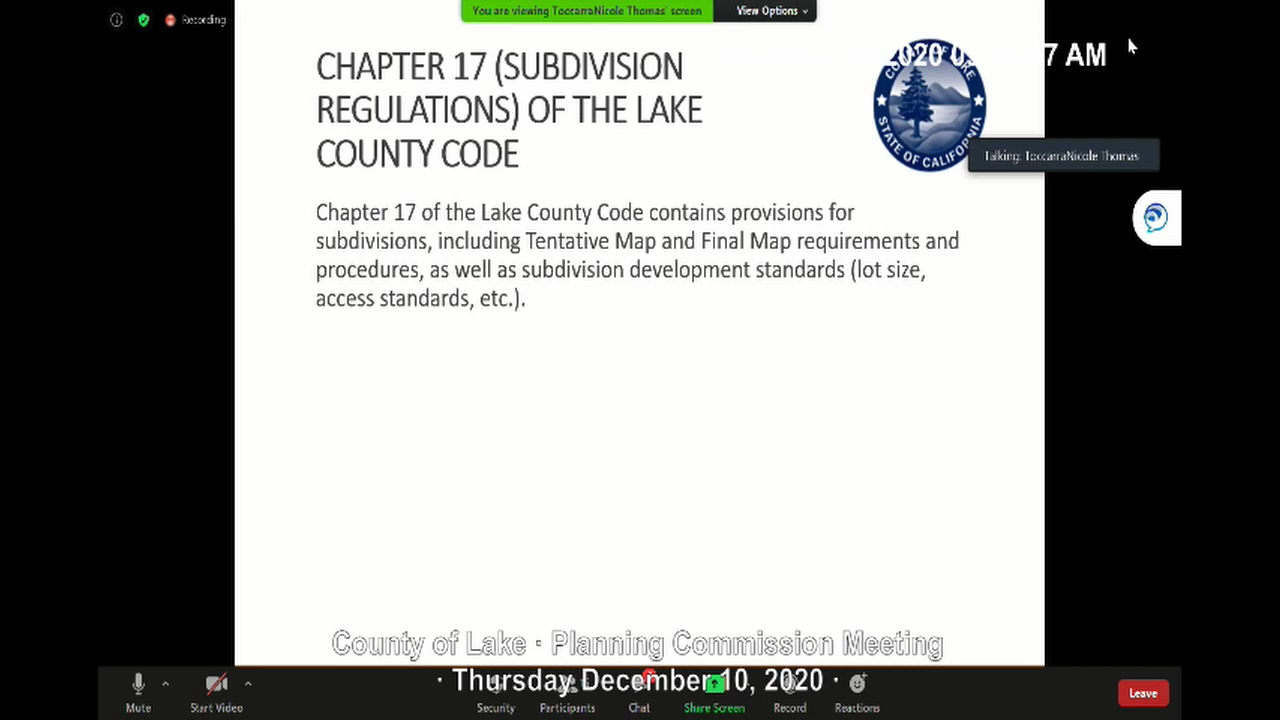 Recording
You are viewing ToccarraNicole Thomas' screen
View Options
CHAPTER 17 (SUBDIVISION
REGULATIONS) OF THE LAKE
COUNTY CODE
2020
7 AM
COUNTY OF LAKE
STATE OF CALIFORNIA
Talking: ToccarraNicole Thomas
Chapter 17 of the Lake County Code contains provisions for
subdivisions, including Tentative Map and Final Map requirements and
procedures, as well as subdivision development standards (lot size,
access standards, etc.).
County of Lake · Planning Commission Meeting
· Thursday December 10, 2020 ·
Mute
Start Video
Security
Participants
Chat
Share Screen
Record
Reactions
Leave